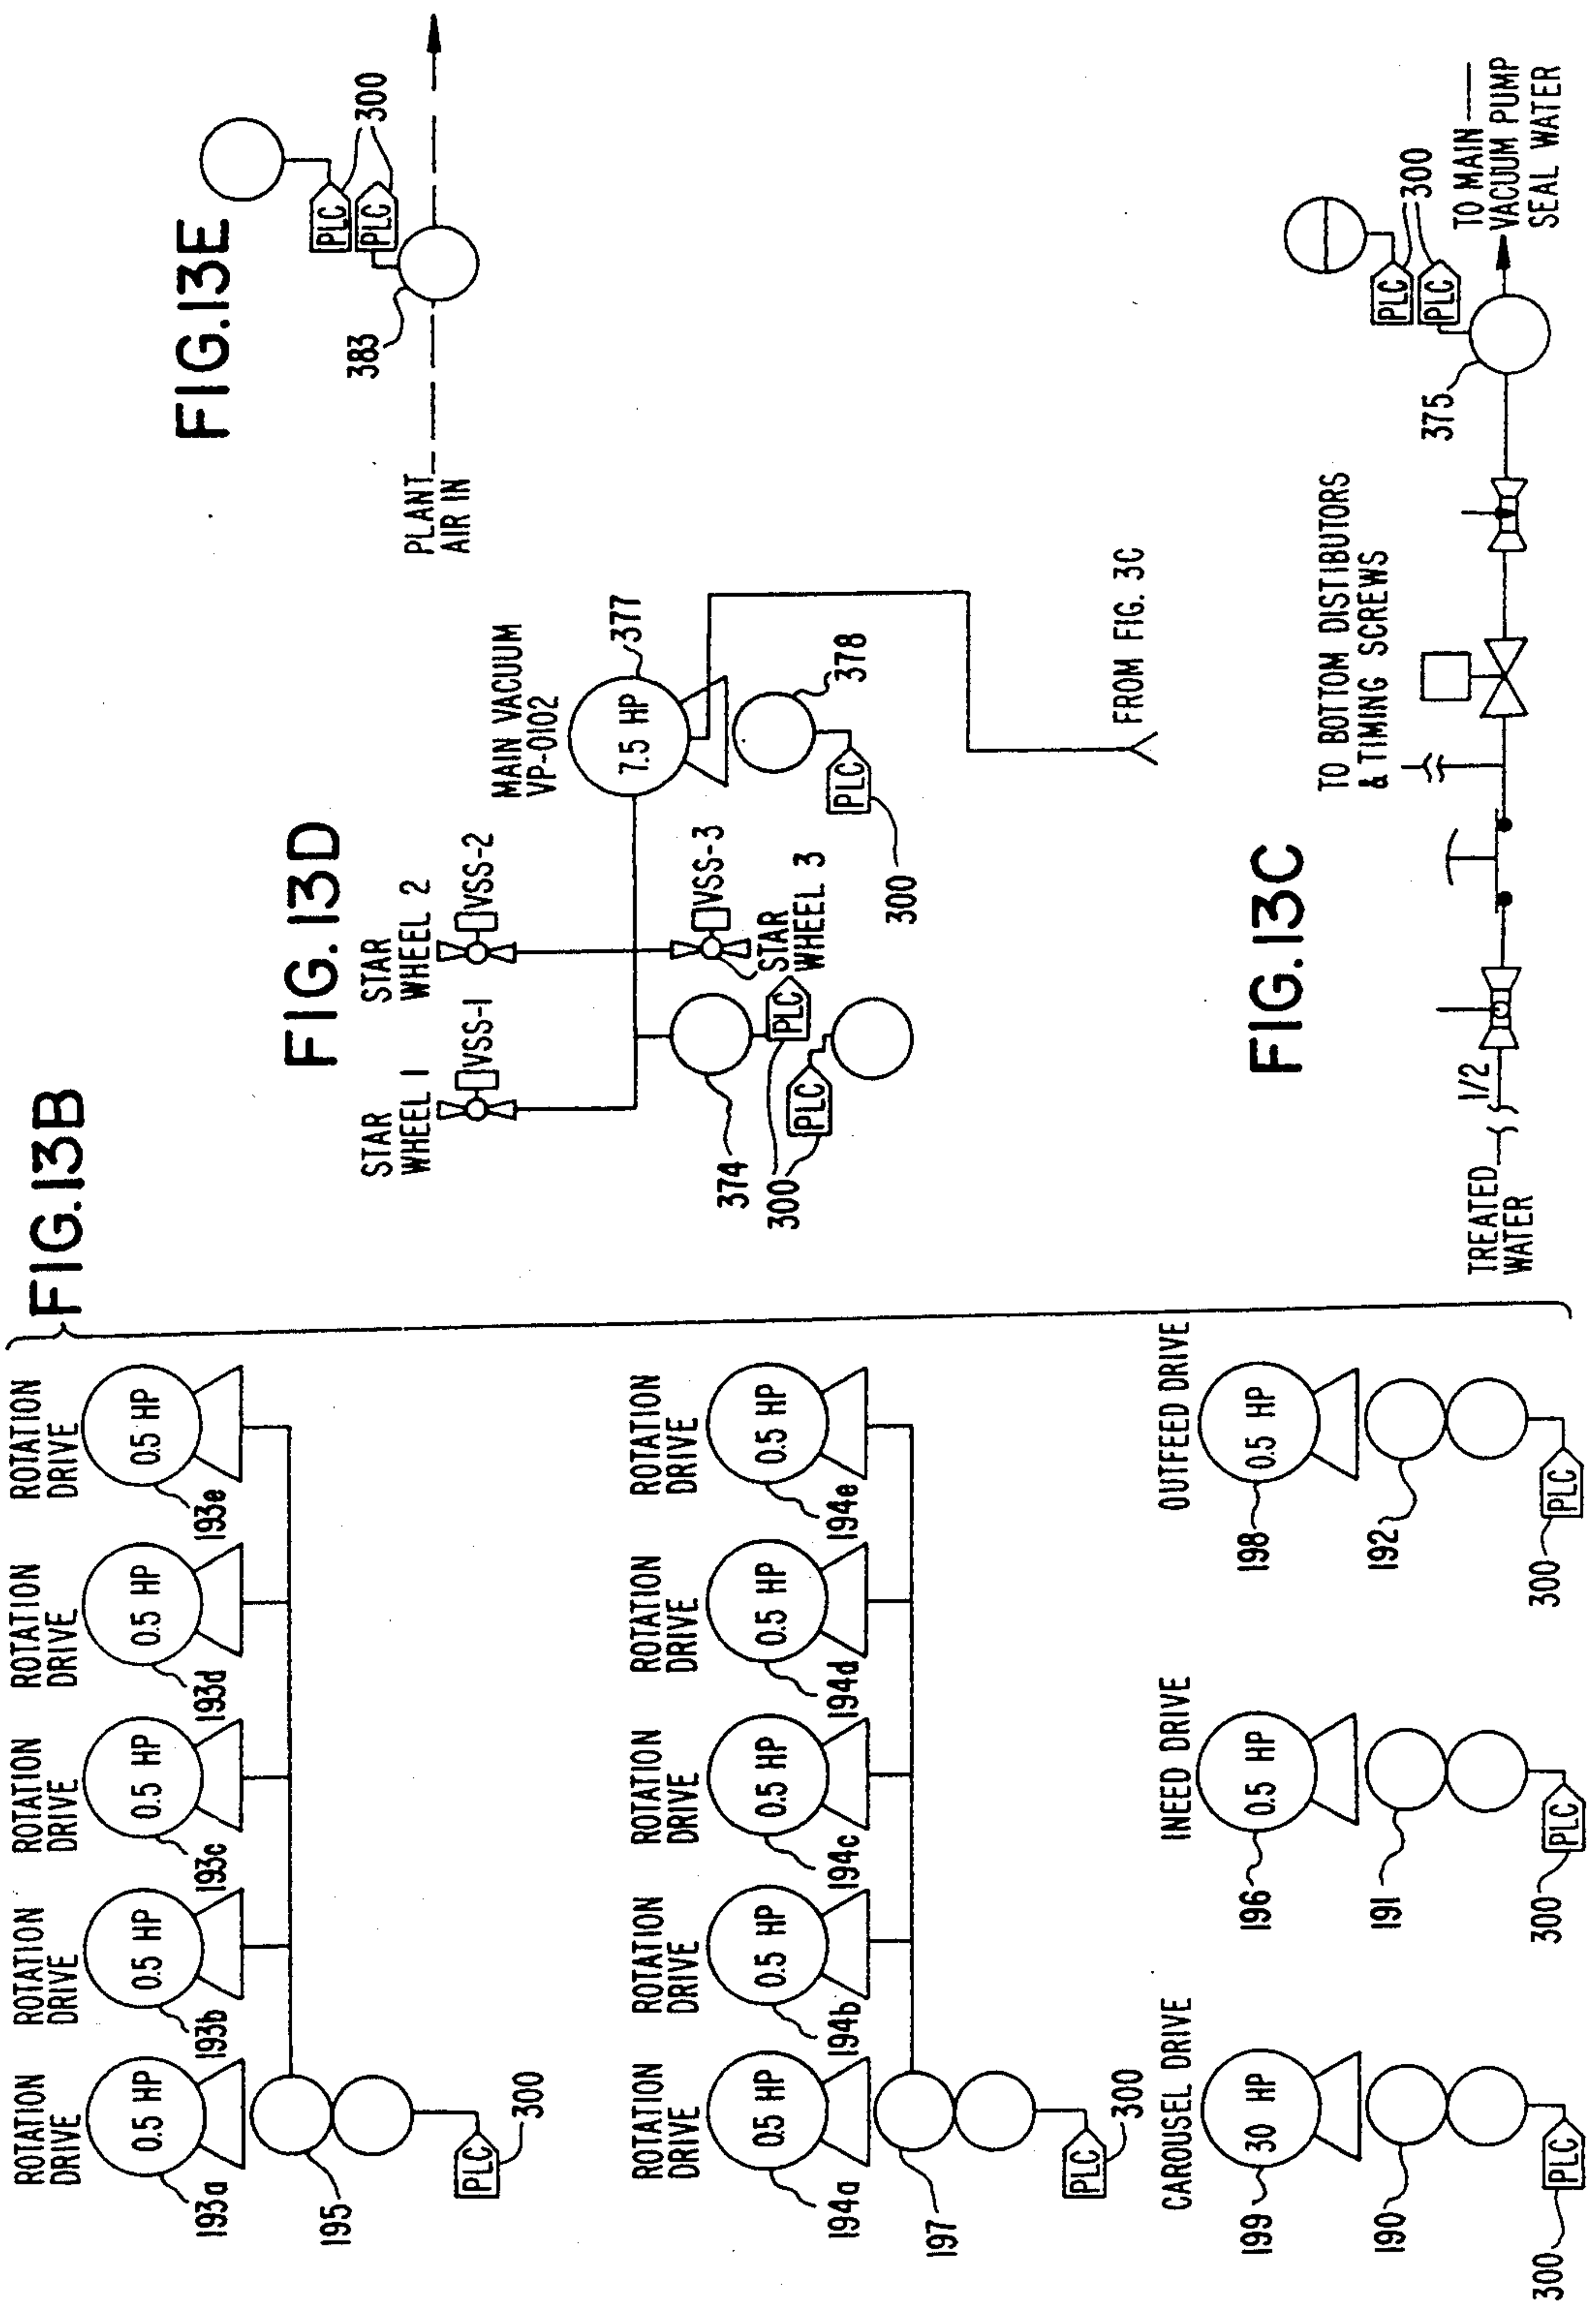 FIG.13B
ROTATION
DRIVE
0.5 HP
193a
ROTATION
DRIVE
0.5 HP
193b
ROTATION
DRIVE
0.5 HP
193c
ROTATION
DRIVE
0.5 HP
193d
ROTATION
DRIVE
0.5 HP
193e
195
PLC
300
ROTATION
DRIVE
0.5 HP
194a
ROTATION
DRIVE
0.5 HP
194b
ROTATION
DRIVE
0.5 HP
194c
ROTATION
DRIVE
0.5 HP
194d
ROTATION
DRIVE
0.5 HP
194e
197
PLC
300
CAROUSEL DRIVE
30 HP
199
190
PLC
300
INEED DRIVE
0.5 HP
196
191
PLC
300
OUTFEED DRIVE
0.5 HP
198
192
PLC
300
FIG.13D
STAR
WHEEL 1
VSS-1
STAR
WHEEL 2
VSS-2
VSS-3
STAR
WHEEL 3
MAIN VACUUM
VP-0102
7.5 HP
377
378
PLC
300
374
PLC
300
PLC
FROM FIG. 3C
FIG.13E
PLANT
AIR IN
383
PLC
PLC
300
FIG.13C
TREATED
WATER
1/2
TO BOTTOM DISTIBUTORS
& TIMING SCREWS
375
PLC
PLC
300
TO MAIN
VACUUM PUMP
SEAL WATER